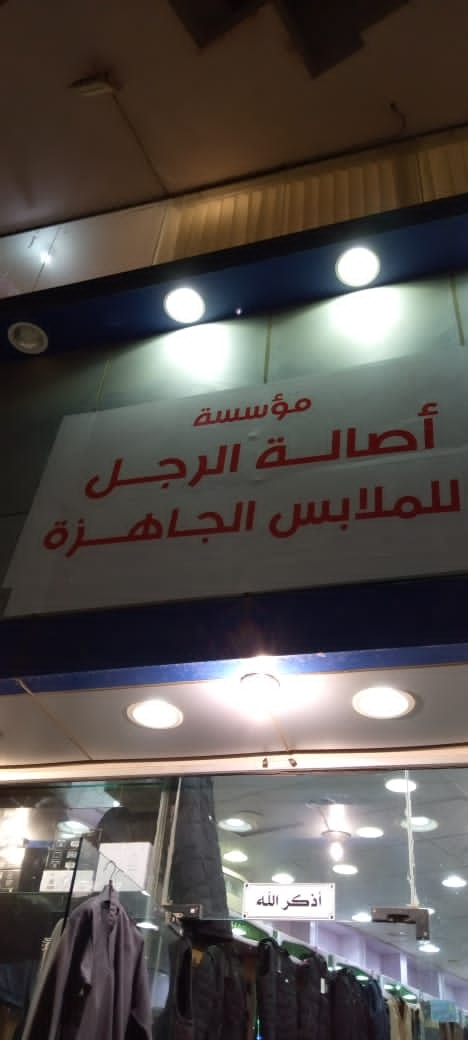 مؤسسة
أصالة الرجل
للملابس الجاهزة
أذكر الله